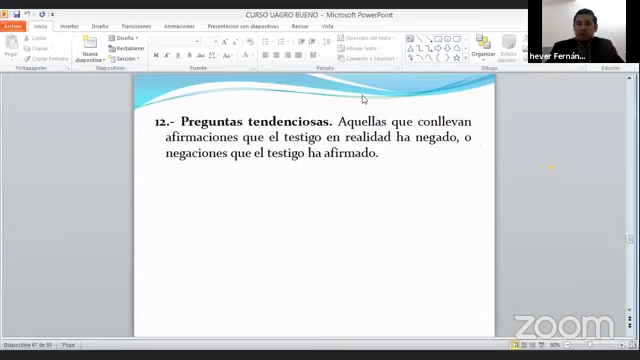 CURSO UAGRO BUENO - Microsoft PowerPoint
Archivo Inicio Insertar Diseño Transiciones Animaciones Presentación con diapositivas Revisar Vista
Cortar
Copiar
Copiar formato
Pegar
Portapapeles
Nueva diapositiva
Diseño
Restablecer
Eliminar
Diapositivas
Fuente
Dirección del texto
Alinear texto
Convertir a SmartArt
Párrafo
Organizar
Estilos rápidos
Dibujo
hever Fernán...
12.- Preguntas tendenciosas. Aquellas que conllevan
afirmaciones que el testigo en realidad ha negado, o
negaciones que el testigo ha afirmado.
zoom
Diapositiva 67 de 93
"Flujo"
80%